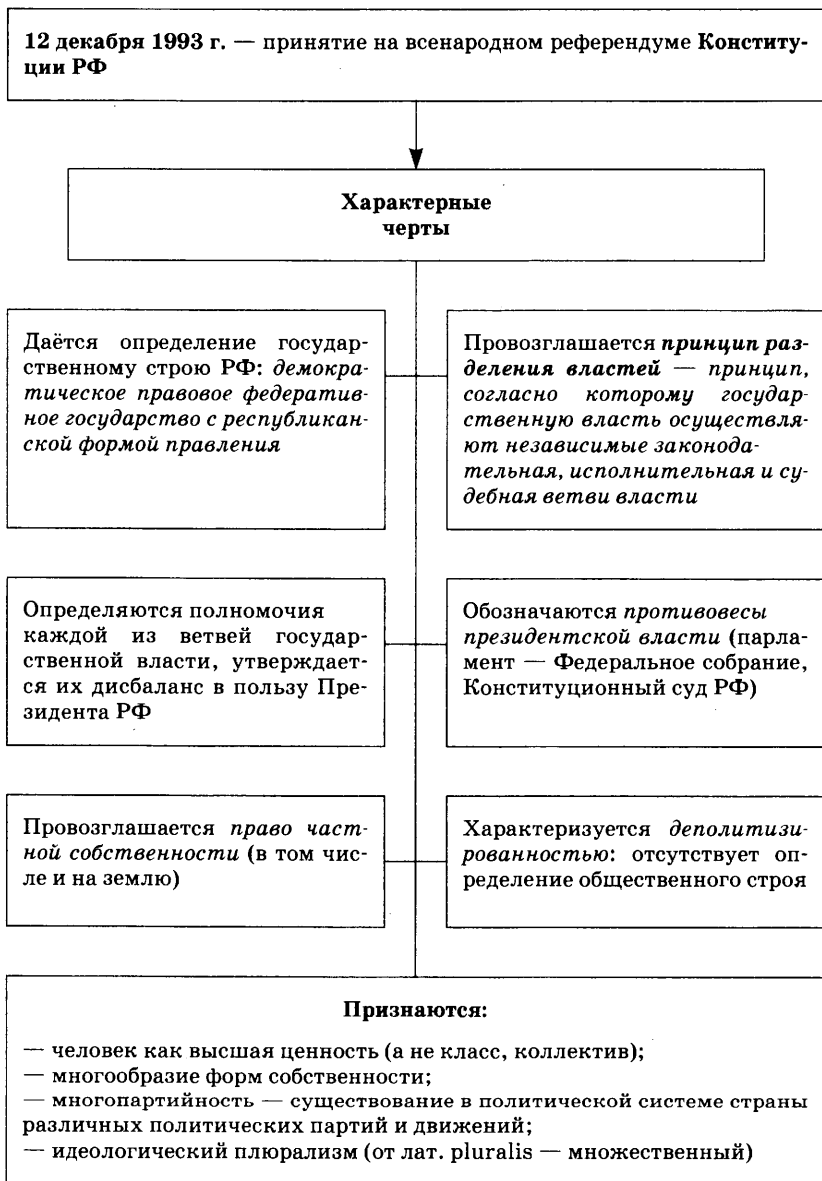 12 декабря 1993 г. — принятие на всенародном референдуме Конститу-
ции РФ
Характерные
черты
Даётся определение государ-
ственному строю РФ: демокра-
тическое правовое федератив-
ное государство с республикан-
ской формой правления
Провозглашается принцип раз-
деления властей — принцип,
согласно которому государ-
ственную власть осуществля-
ют независимые законода-
тельная, исполнительная и су-
дебная ветви власти
Определяются полномочия
каждой из ветвей государ-
ственной власти, утверждает-
ся их дисбаланс в пользу Пре-
зидента РФ
Обозначаются противовесы
президентской власти (парла-
мент — Федеральное собрание,
Конституционный суд РФ)
Провозглашается право част-
ной собственности (в том чис-
ле и на землю)
Характеризуется деполитизи-
рованностью: отсутствует оп-
ределение общественного строя
Признаются:
— человек как высшая ценность (а не класс, коллектив);
— многообразие форм собственности;
— многопартийность — существование в политической системе страны
различных политических партий и движений;
— идеологический плюрализм (от лат. pluralis — множественный)